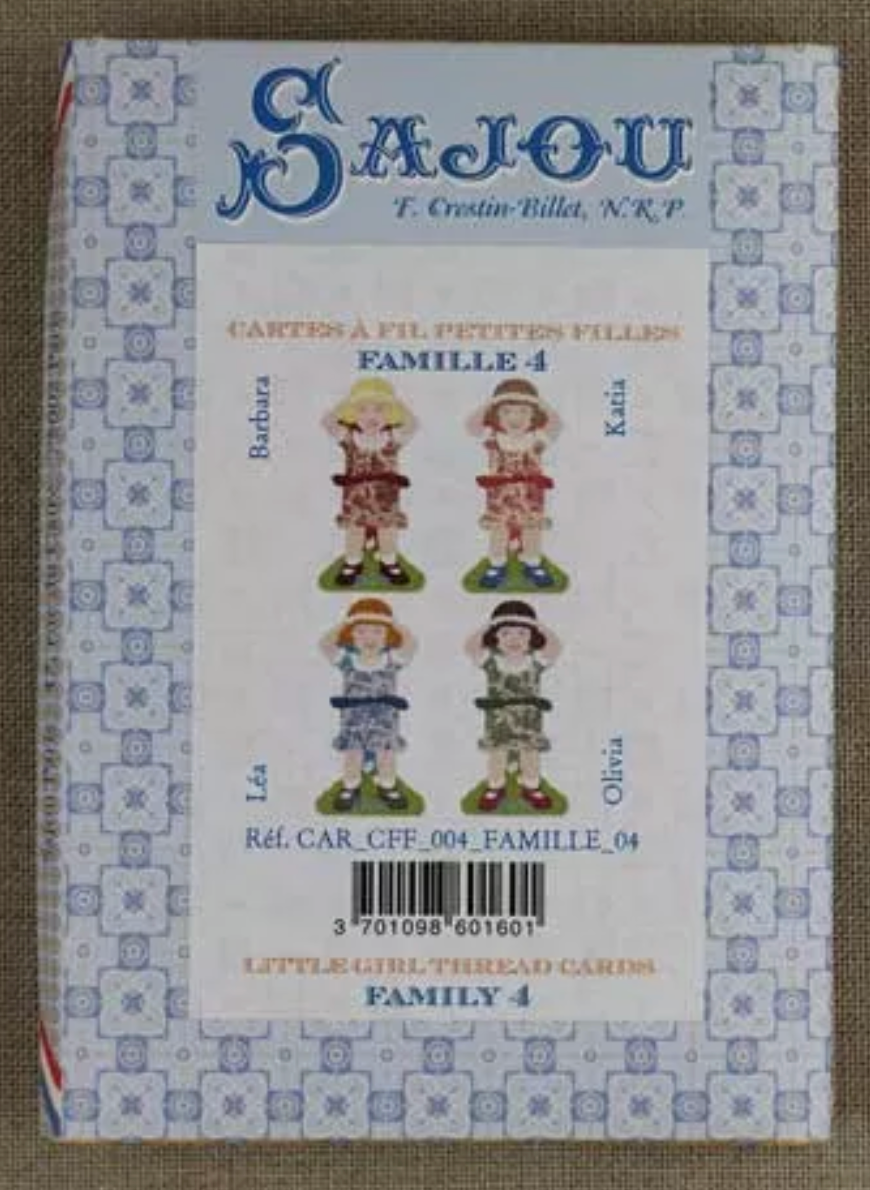 SAJOU
F. Crestin-Billet, N.R.P.
CARTES À FIL PETITES FILLES
FAMILLE 4
Barbara
Katia
Léa
Olivia
Réf. CAR_CFF_004_FAMILLE_04
3 701098 601601
LITTLE GIRL THREAD CARDS
FAMILY 4